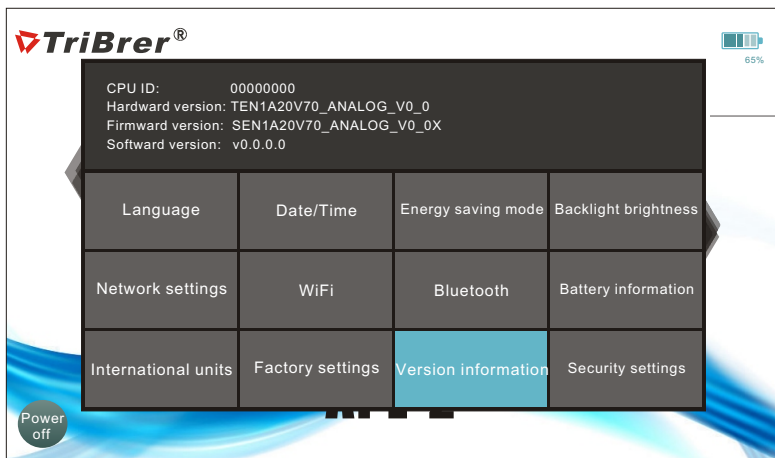 TriBrer®
65%
CPU ID: 00000000
Hardward version: TEN1A20V70_ANALOG_V0_0
Firmward version: SEN1A20V70_ANALOG_V0_0X
Softward version: v0.0.0.0
Language Date/Time Energy saving mode Backlight brightness
Network settings WiFi Bluetooth Battery information
International units Factory settings Version information Security settings
Power
off